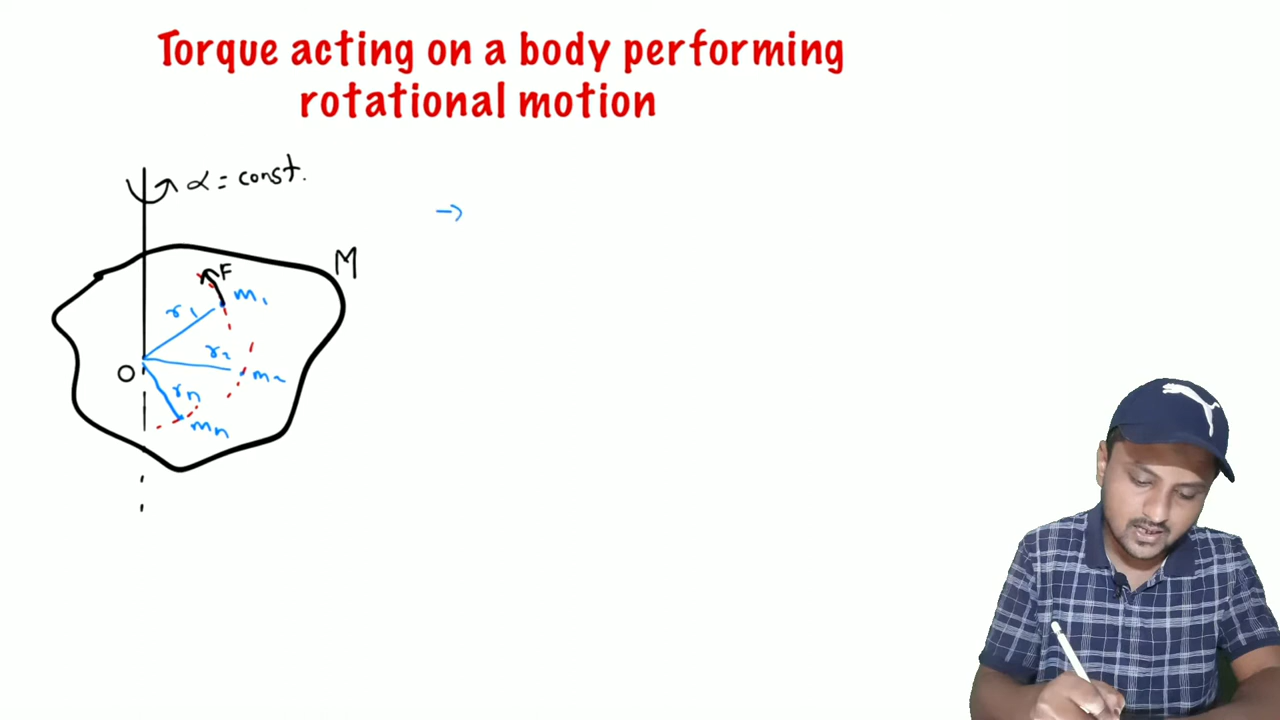 Torque acting on a body performing
rotational motion
α = const.
M
F
m₁
r₁
r₂
O
m₂
rₙ
mₙ